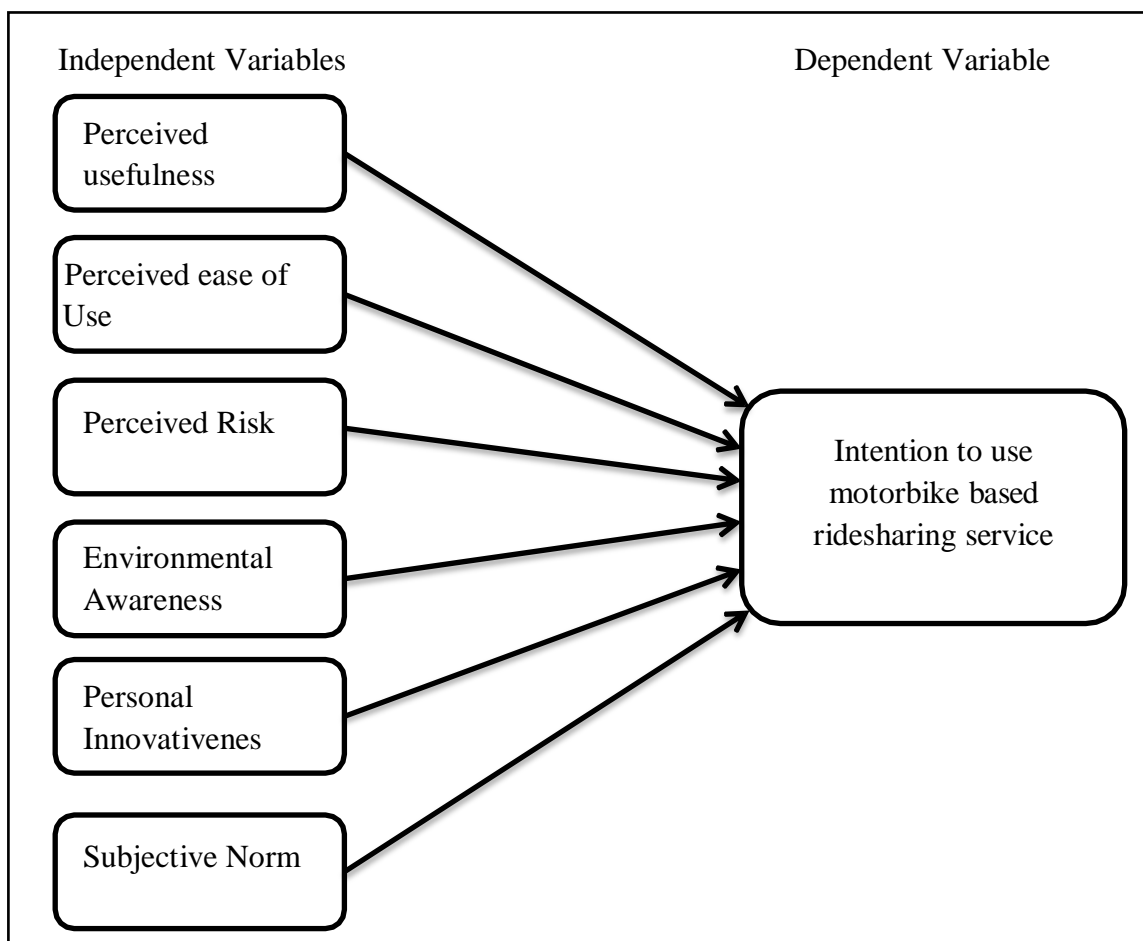 Independent Variables
Dependent Variable
Perceived
usefulness
Perceived ease of
Use
Perceived Risk
Environmental
Awareness
Personal
Innovativenes
Subjective Norm
Intention to use
motorbike based
ridesharing service